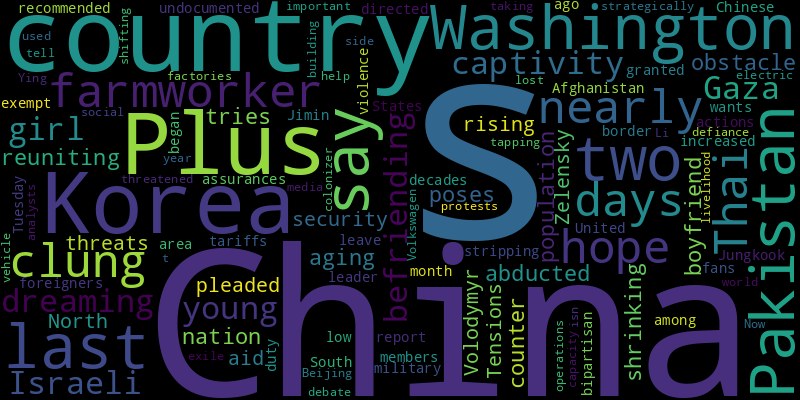 recommended
undocumented
important
directed
taking
ago
strategically
Chinese
used
tell
shifting
country
building
side
Washington
captivity
granted
obstacle
electric
Ying
factories
help
violence
lost
Afghanistan
Gaza
farmworker
exempt
social
States
nearly
wants
girl
Plus
began
tries
Jimin
say
S
rising
tapping
border
Li
actions
defiance
increased
reuniting
year
colonizer
befriending
decades
population
Zelensky
two
livelihood
Thai
Pakistan
threatened
assurances
media
poses
protests
days
boyfriend
Tuesday
analysts
Korea
security
Volkswagen
United
hope
vehicle
threats
area
t
tariffs
leave
stripping
Jungkook
fans
clung
foreigners
pleaded
aging
leader
month
abducted
world
dreaming
young
China
Volodymyr
Tensions
counter
shrinking
North
nation
low
report
operations
capacity
isn
bipartisan
among
Now
last
exile
aid
duty
South
Beijing
members
military
Israeli
debate